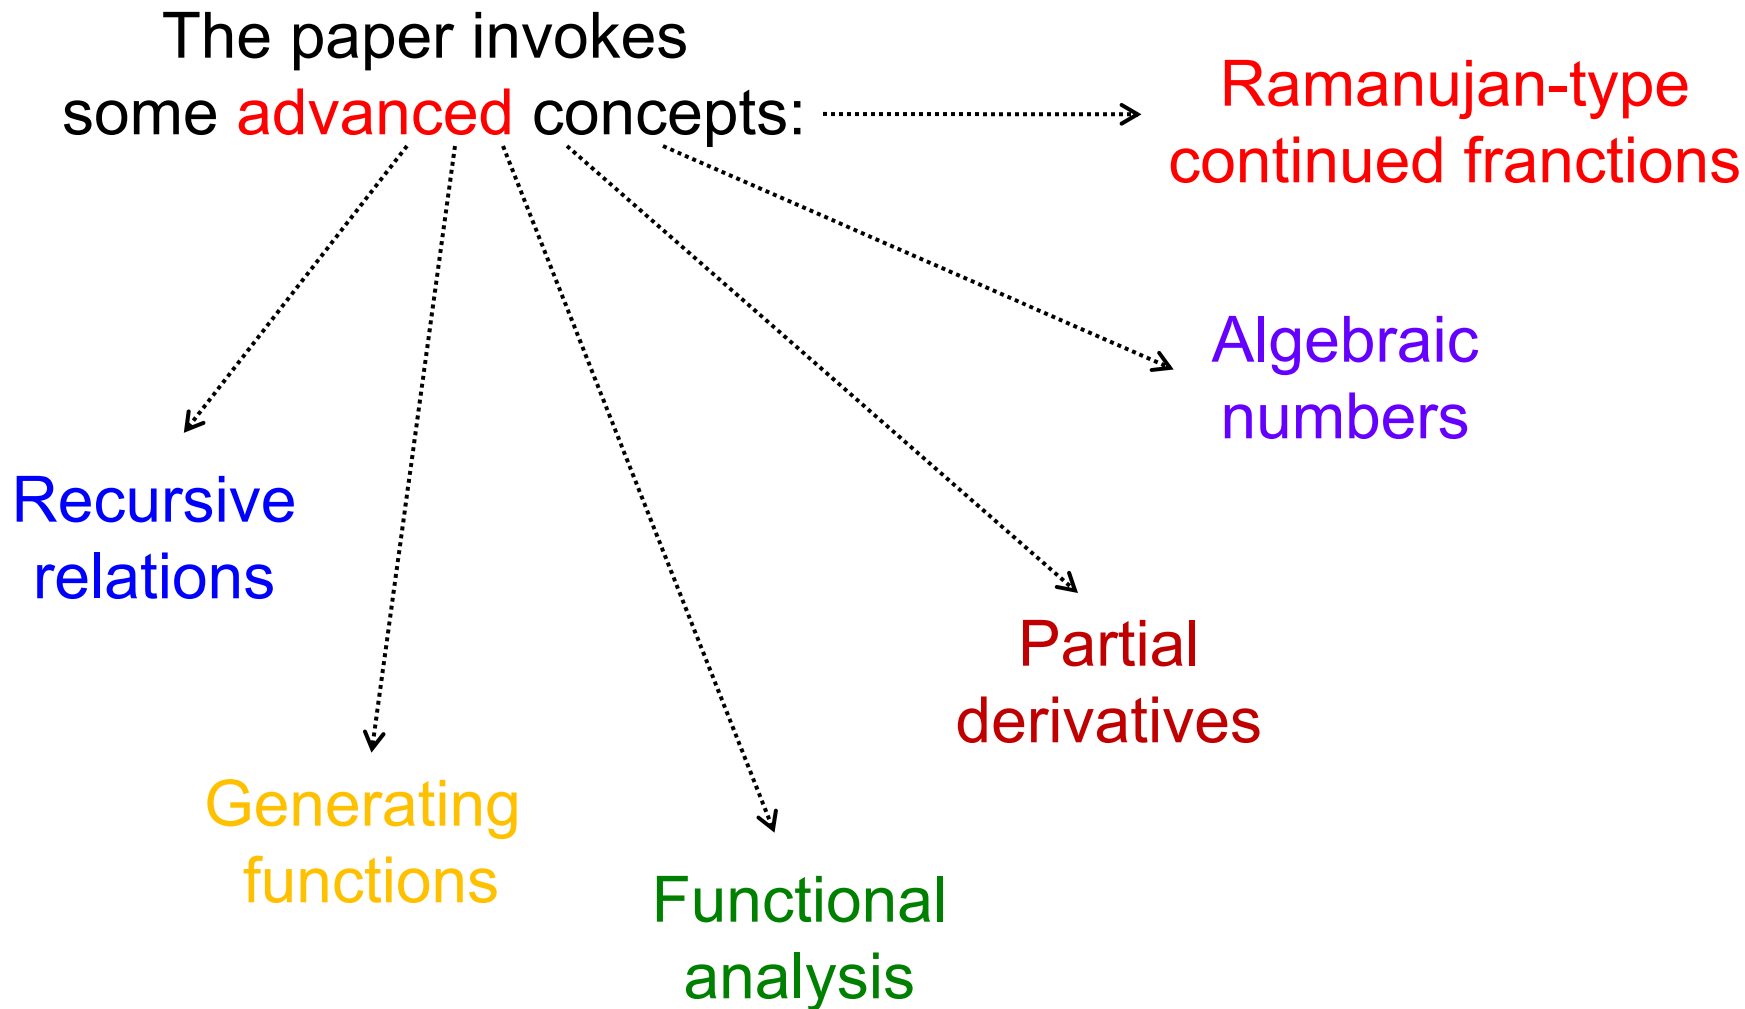 The paper invokes
some advanced concepts:
Ramanujan-type
continued franctions
Algebraic
numbers
Recursive
relations
Partial
derivatives
Generating
functions
Functional
analysis